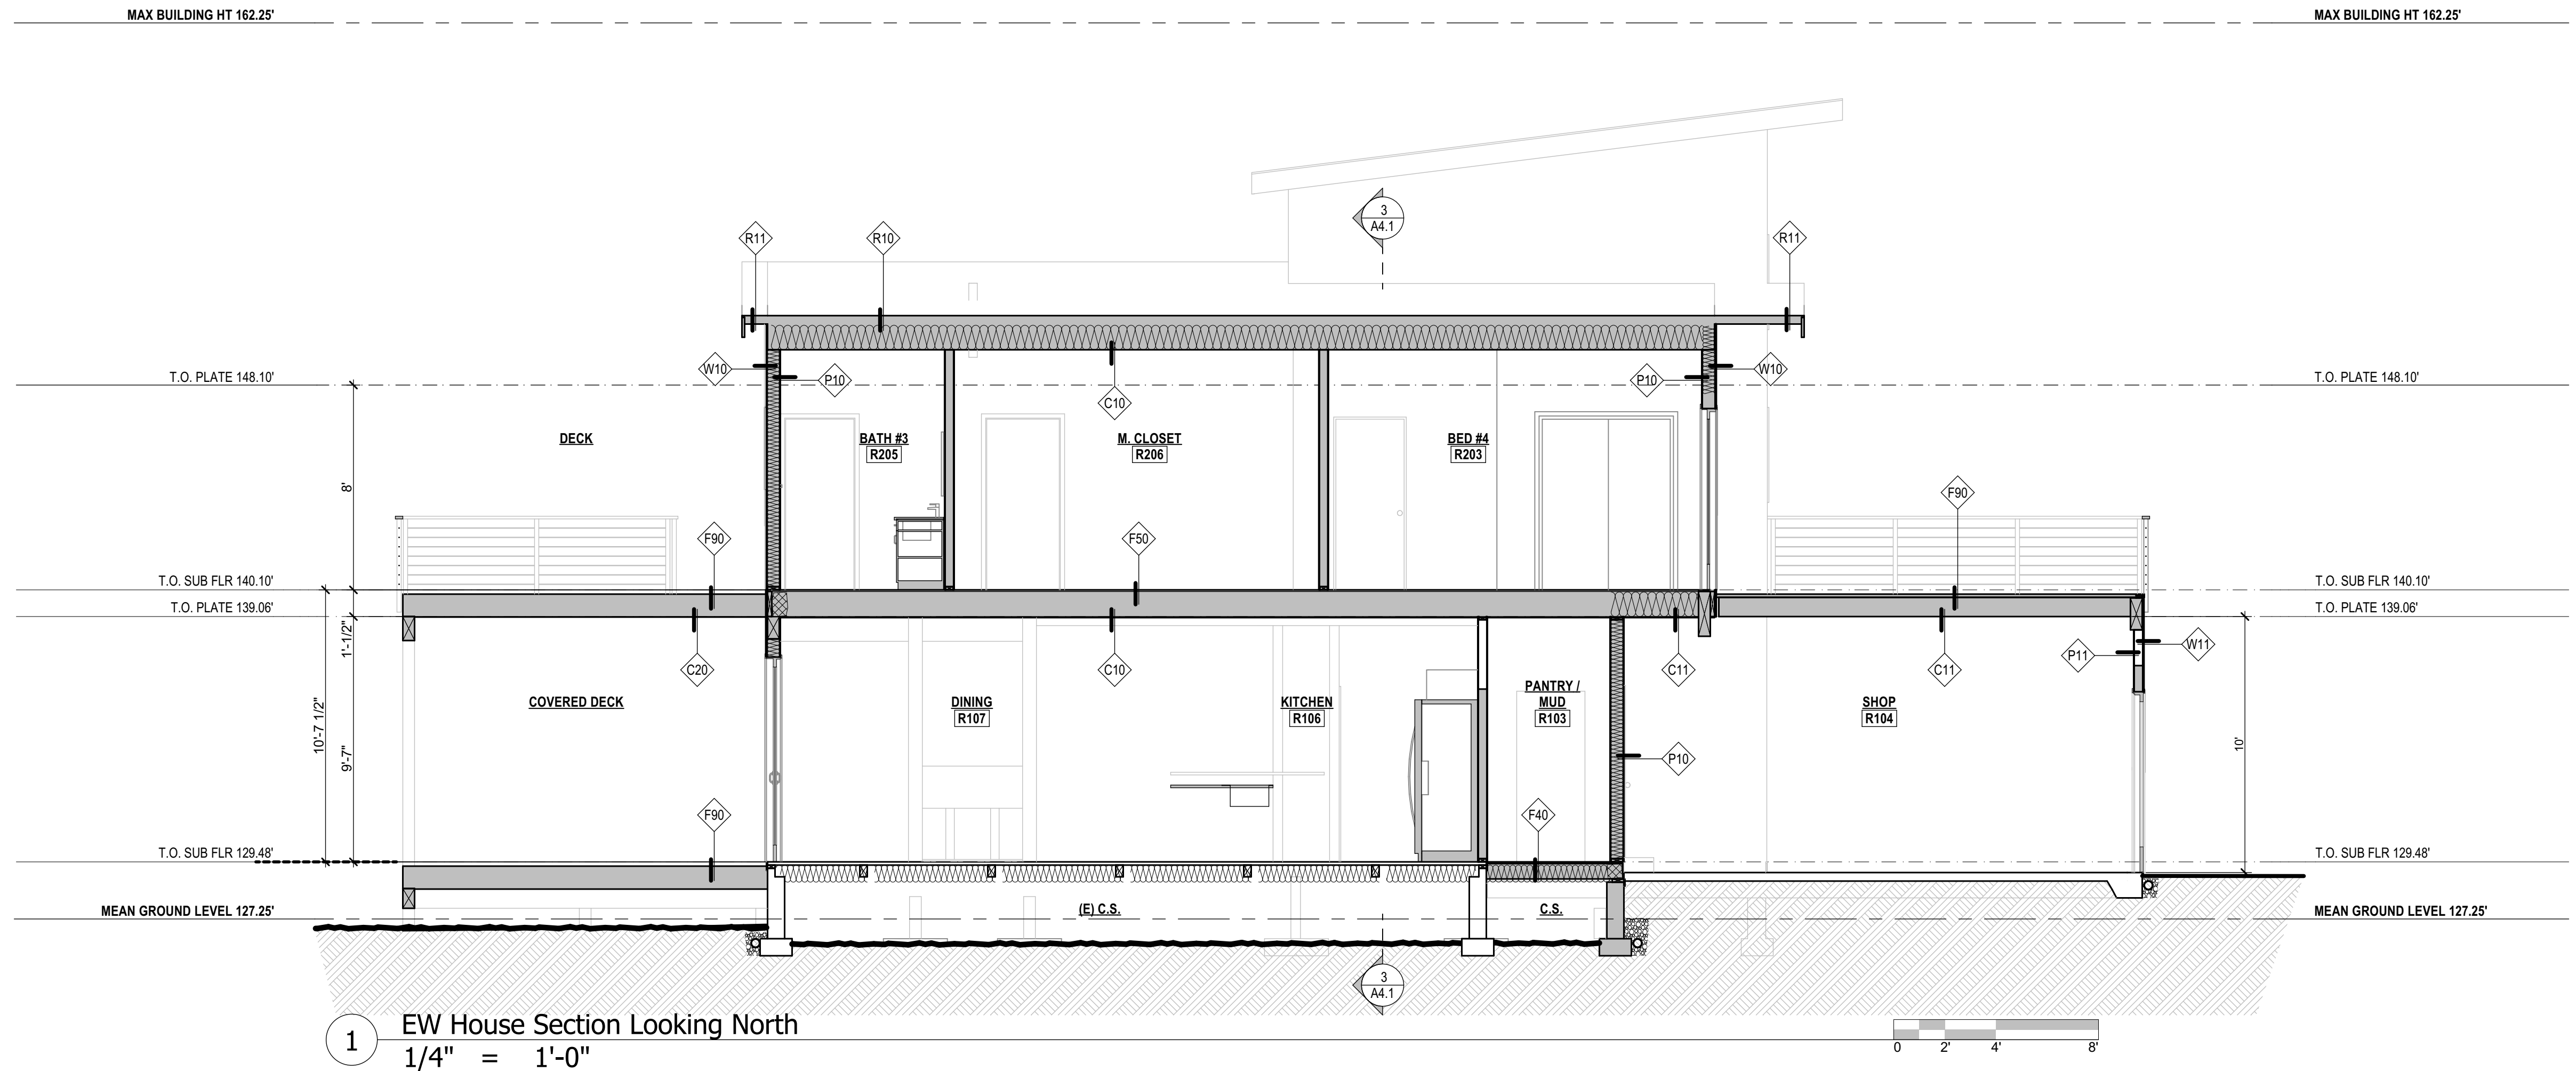 MAX BUILDING HT 162.25'
MAX BUILDING HT 162.25'
3
A4.1
R11
R10
R11
W10
P10
C10
P10
W10
T.O. PLATE 148.10'
T.O. PLATE 148.10'
DECK
BATH #3
R205
M. CLOSET
R206
BED #4
R203
8'
F90
F50
F90
T.O. SUB FLR 140.10'
T.O. SUB FLR 140.10'
T.O. PLATE 139.06'
T.O. PLATE 139.06'
1'-1/2"
C20
C10
C11
C11
P11
W11
COVERED DECK
DINING
R107
KITCHEN
R106
PANTRY /
MUD
R103
SHOP
R104
10'-7 1/2"
9'-7"
10'
P10
F90
F40
T.O. SUB FLR 129.48'
T.O. SUB FLR 129.48'
MEAN GROUND LEVEL 127.25'
(E) C.S.
C.S.
MEAN GROUND LEVEL 127.25'
3
A4.1
1
EW House Section Looking North
1/4" = 1'-0"
0 2' 4' 8'